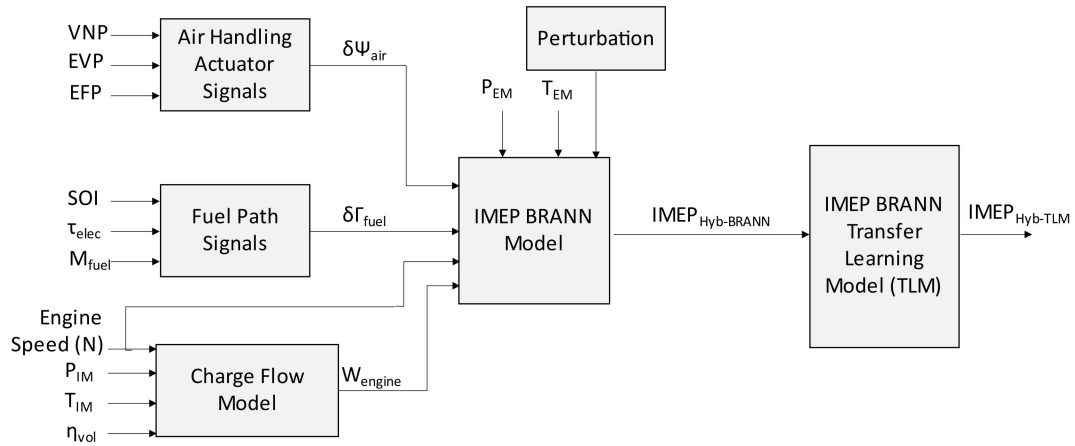 VNP
EVP
EFP
Air Handling
Actuator
Signals
δΨair
Perturbation
PEM
TEM
SOI
τelec
Mfuel
Fuel Path
Signals
δΓfuel
IMEP BRANN
Model
IMEPHyb-BRANN
IMEP BRANN
Transfer
Learning
Model (TLM)
IMEPHyb-TLM
Engine
Speed (N)
PIM
TIM
ηvol
Charge Flow
Model
Wengine